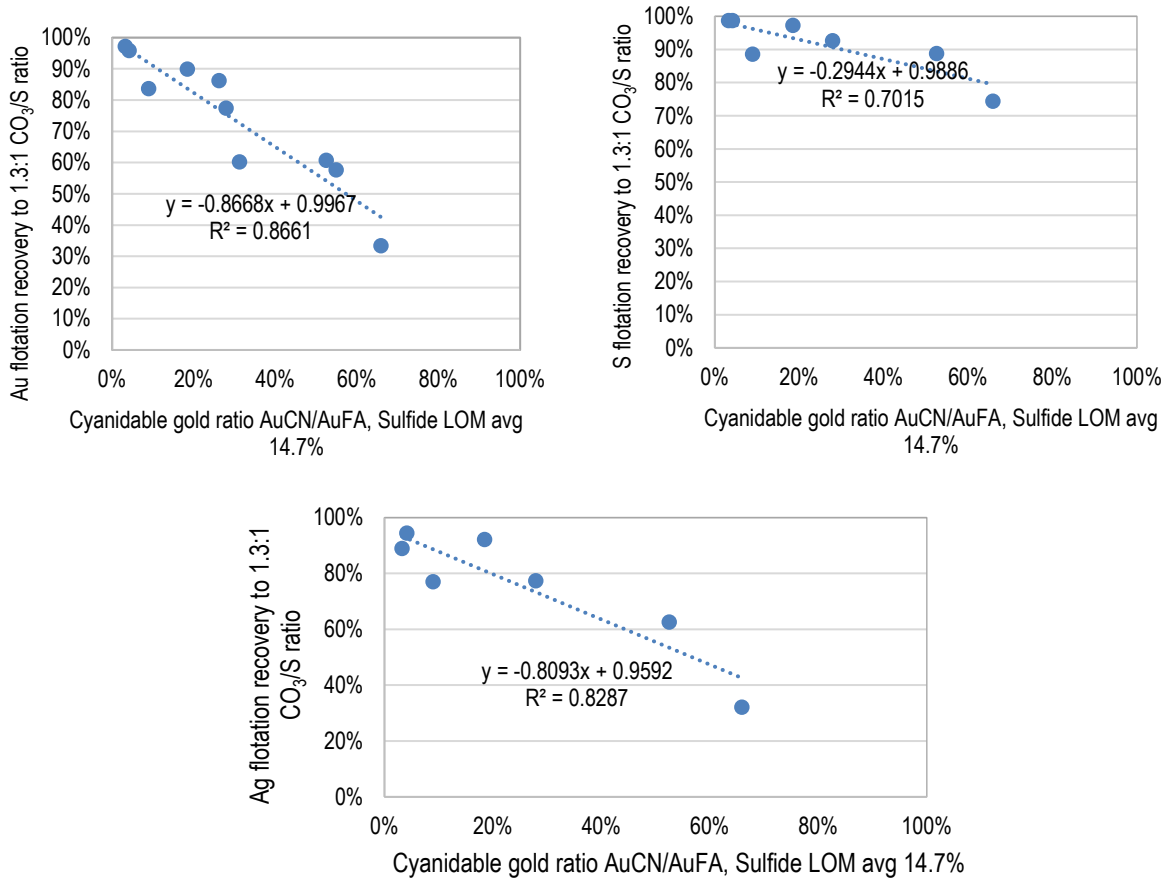 Au flotation recovery to 1.3:1 CO₃/S ratio
100%
90%
80%
70%
60%
50%
40%
30%
20%
10%
0%
y = -0.8668x + 0.9967
R² = 0.8661
0% 20% 40% 60% 80% 100%
Cyanidable gold ratio AuCN/AuFA, Sulfide LOM avg
14.7%
S flotation recovery to 1.3:1 CO₃/S ratio
100%
90%
80%
70%
60%
50%
40%
30%
20%
10%
0%
y = -0.2944x + 0.9886
R² = 0.7015
0% 20% 40% 60% 80% 100%
Cyanidable gold ratio AuCN/AuFA, Sulfide LOM avg
14.7%
Ag flotation recovery to 1.3:1
CO₃/S ratio
100%
80%
60%
40%
20%
0%
y = -0.8093x + 0.9592
R² = 0.8287
0% 20% 40% 60% 80% 100%
Cyanidable gold ratio AuCN/AuFA, Sulfide LOM avg 14.7%